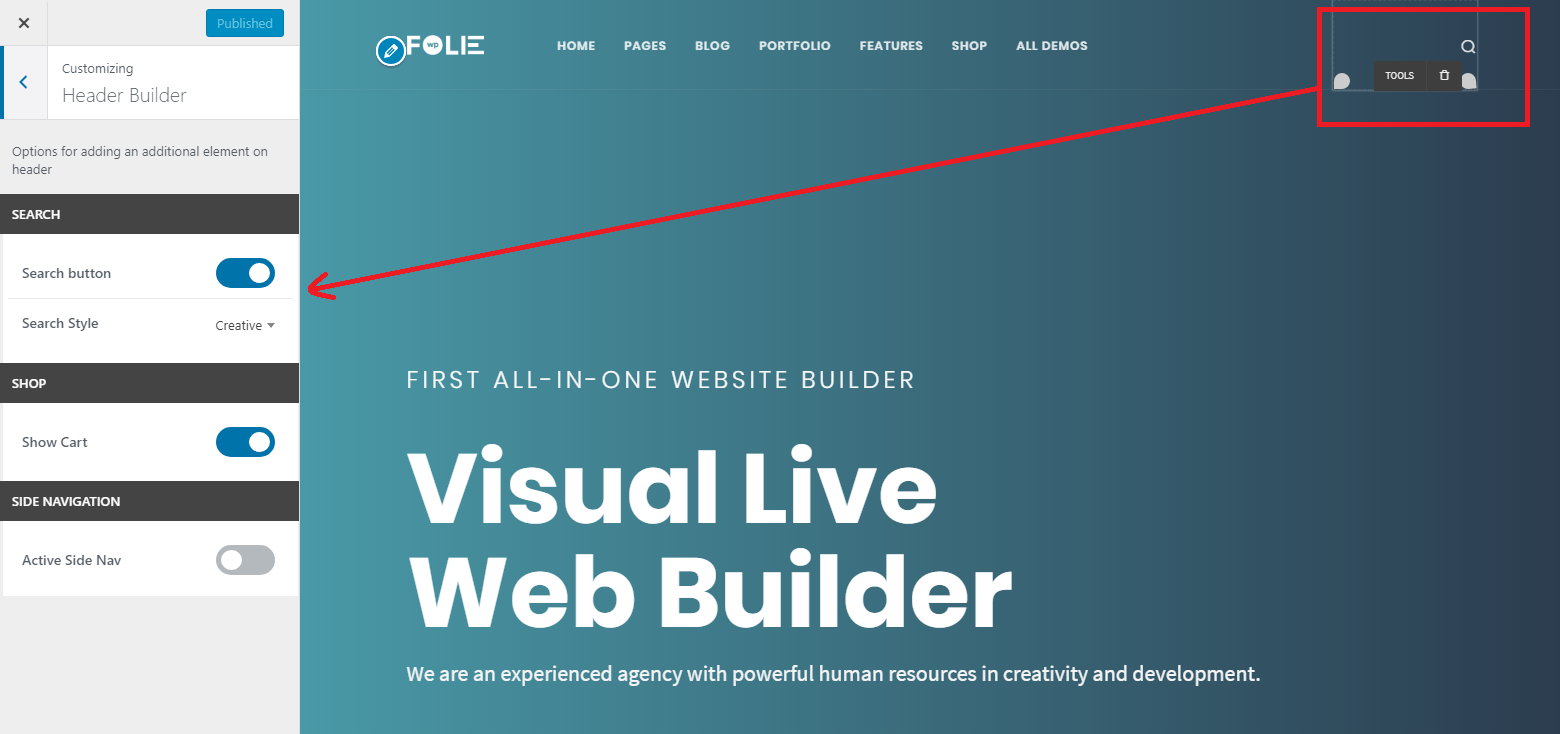 Published
Customizing
Header Builder
Options for adding an additional element on
header
SEARCH
Search button
Search Style
Creative
SHOP
Show Cart
SIDE NAVIGATION
Active Side Nav
FOLIE
wp
HOME PAGES BLOG PORTFOLIO FEATURES SHOP ALL DEMOS
TOOLS
FIRST ALL-IN-ONE WEBSITE BUILDER
Visual Live
Web Builder
We are an experienced agency with powerful human resources in creativity and development.